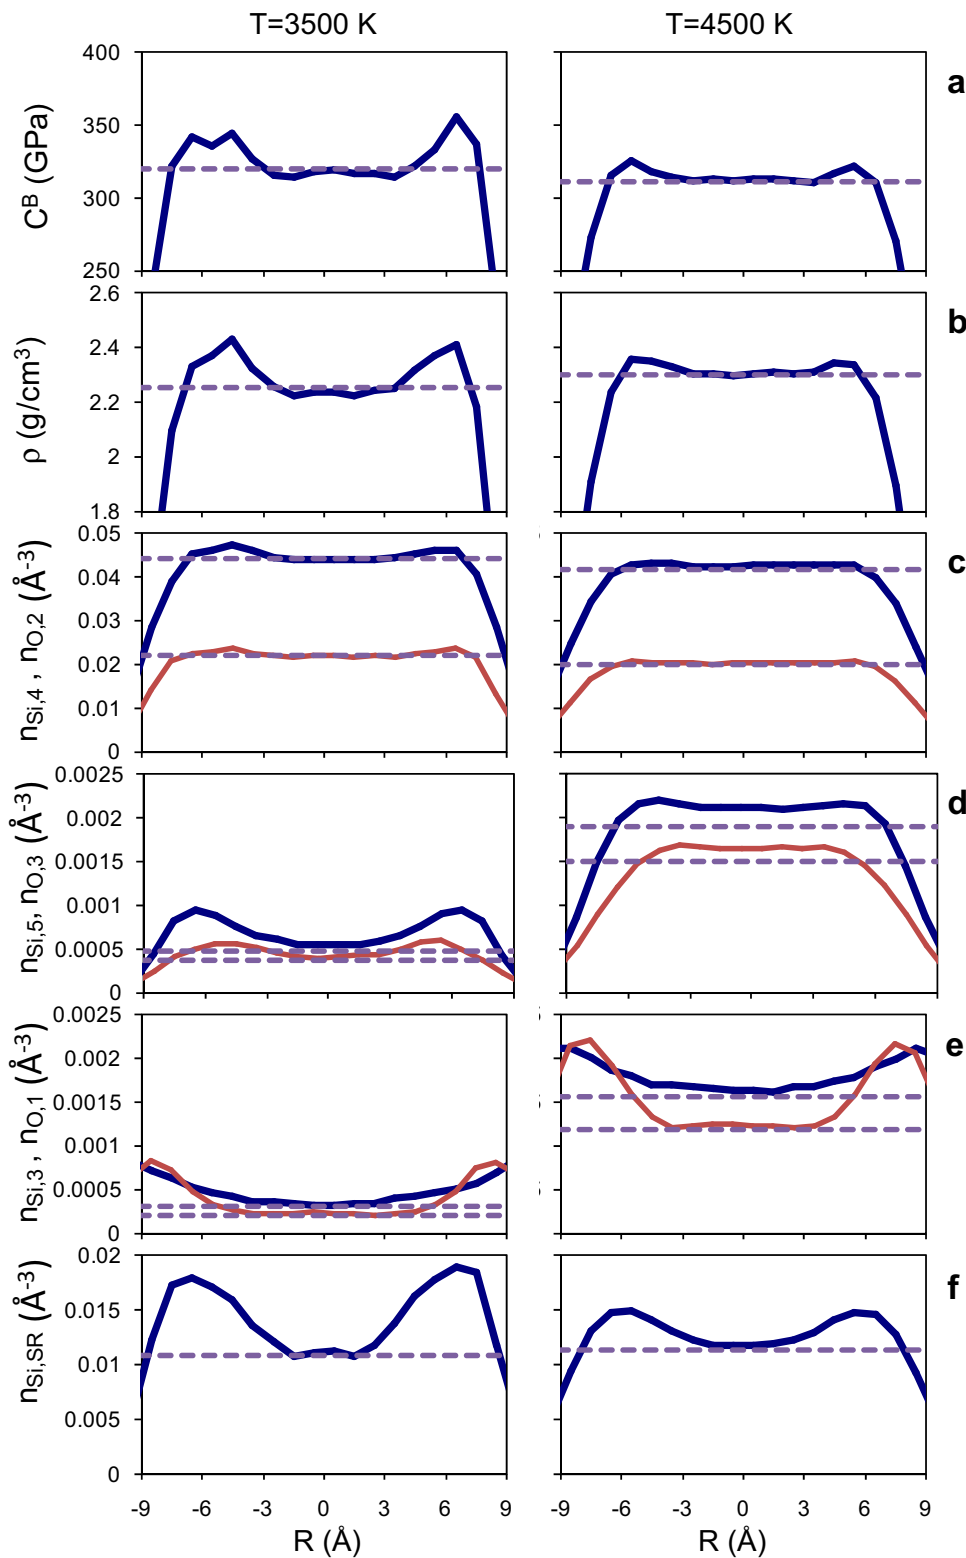 T=3500 K
T=4500 K
a
400
350
300
250
Cᴮ (GPa)
b
2.6
2.4
2.2
2
1.8
ρ (g/cm³)
c
0.05
0.04
0.03
0.02
0.01
0
n_Si,4 , n_O,2 (Å⁻³)
d
0.0025
0.002
0.0015
0.001
0.0005
0
n_Si,5, n_O,3 (Å⁻³)
e
0.0025
0.002
0.0015
0.001
0.0005
0
n_Si,3 , n_O,1 (Å⁻³)
f
0.02
0.015
0.01
0.005
0
n_Si,SR (Å⁻³)
-9 -6 -3 0 3 6 9
-9 -6 -3 0 3 6 9
R (Å)
R (Å)